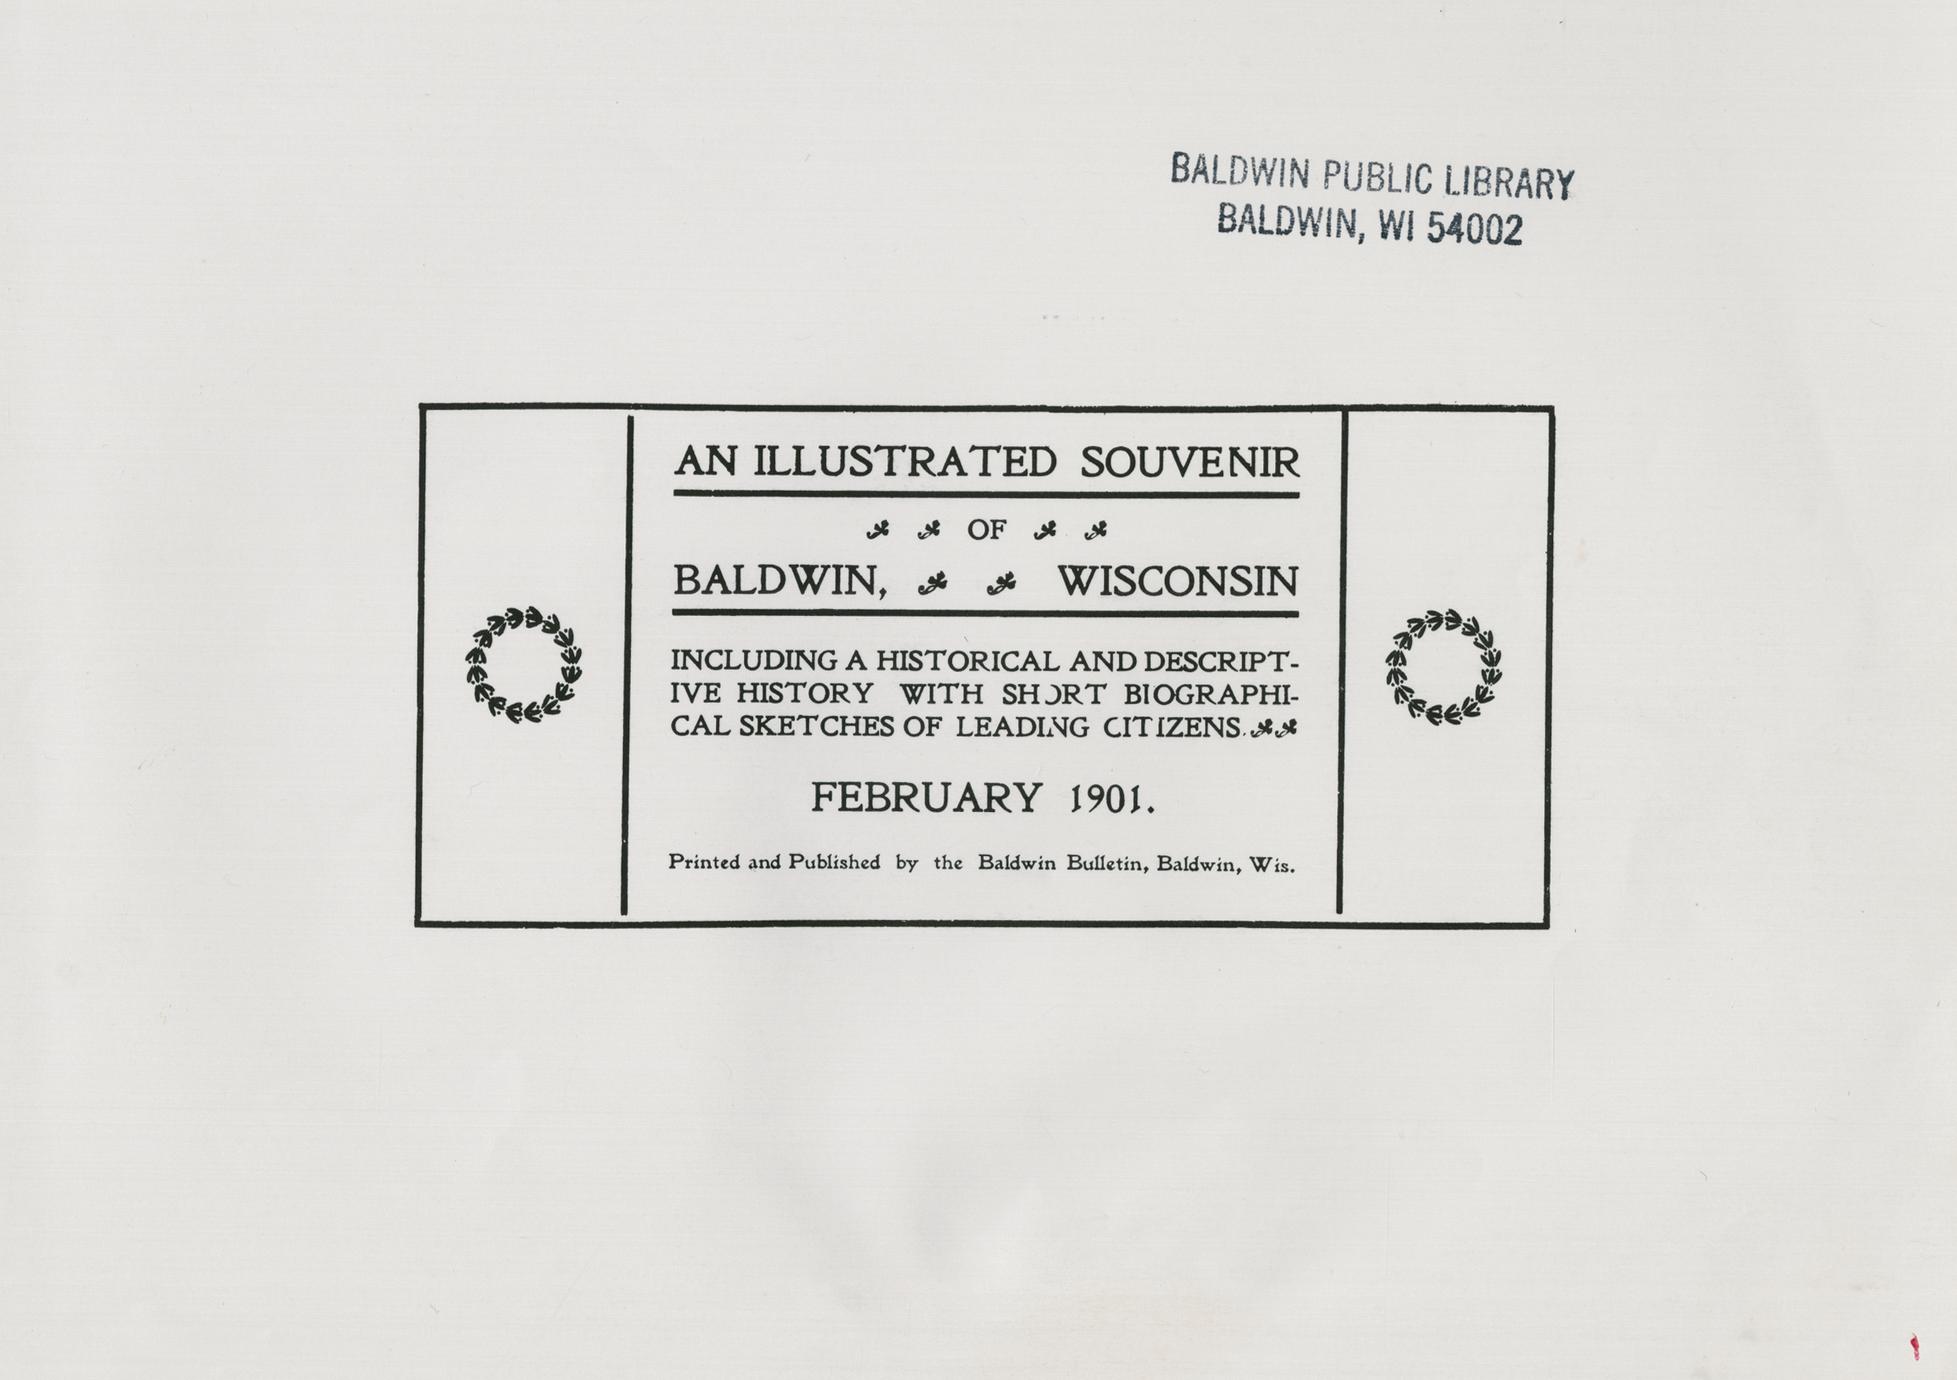 BALDWIN PUBLIC LIBRARY
BALDWIN, WI 54002
AN ILLUSTRATED SOUVENIR
OF
BALDWIN, WISCONSIN
INCLUDING A HISTORICAL AND DESCRIPT-
IVE HISTORY WITH SHORT BIOGRAPHI-
CAL SKETCHES OF LEADING CITIZENS.
FEBRUARY 1901.
Printed and Published by the Baldwin Bulletin, Baldwin, Wis.